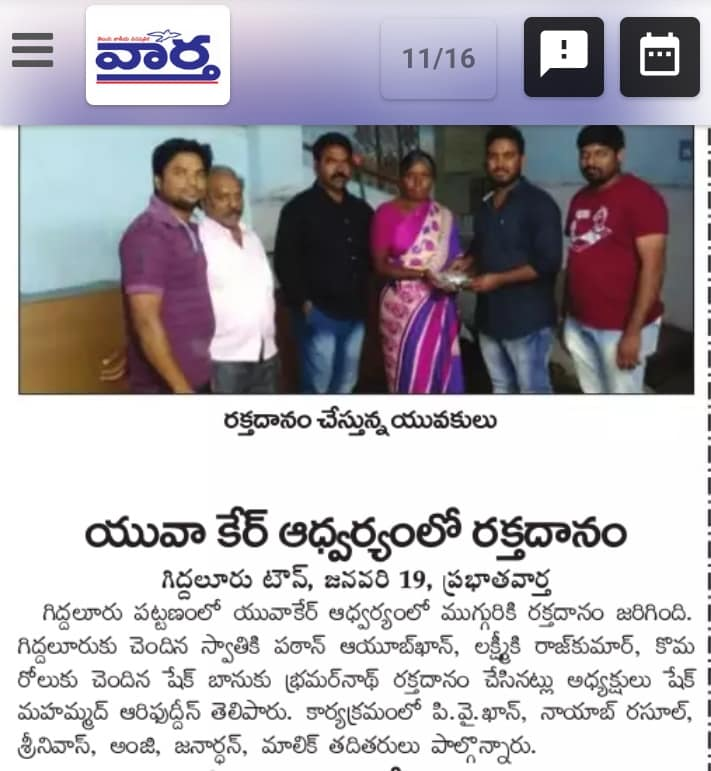 వార్త
11/16
రక్తదానం చేస్తున్న యువకులు
యువా కేర్ ఆధ్వర్యంలో రక్తదానం
గిద్దలూరు టౌన్, జనవరి 19, ప్రభాతవార్త
గిద్దలూరు పట్టణంలో యువాకేర్ ఆధ్వర్యంలో ముగ్గురికి రక్తదానం జరిగింది.
గిద్దలూరుకు చెందిన స్వాతికి పఠాన్ ఆయూబ్‌ఖాన్, లక్ష్మీకి రాజ్‌కుమార్, కొమ
రోలుకు చెందిన షేక్ బానుకు భ్రమర్‌నాథ్ రక్తదానం చేసినట్లు అధ్యక్షులు షేక్
మహమ్మద్ ఆరిఫుద్దీన్ తెలిపారు. కార్యక్రమంలో పి.వై.ఖాన్, నాయాబ్ రసూల్,
శ్రీనివాస్, అంజి, జనార్ధన్, మాలిక్ తదితరులు పాల్గొన్నారు.